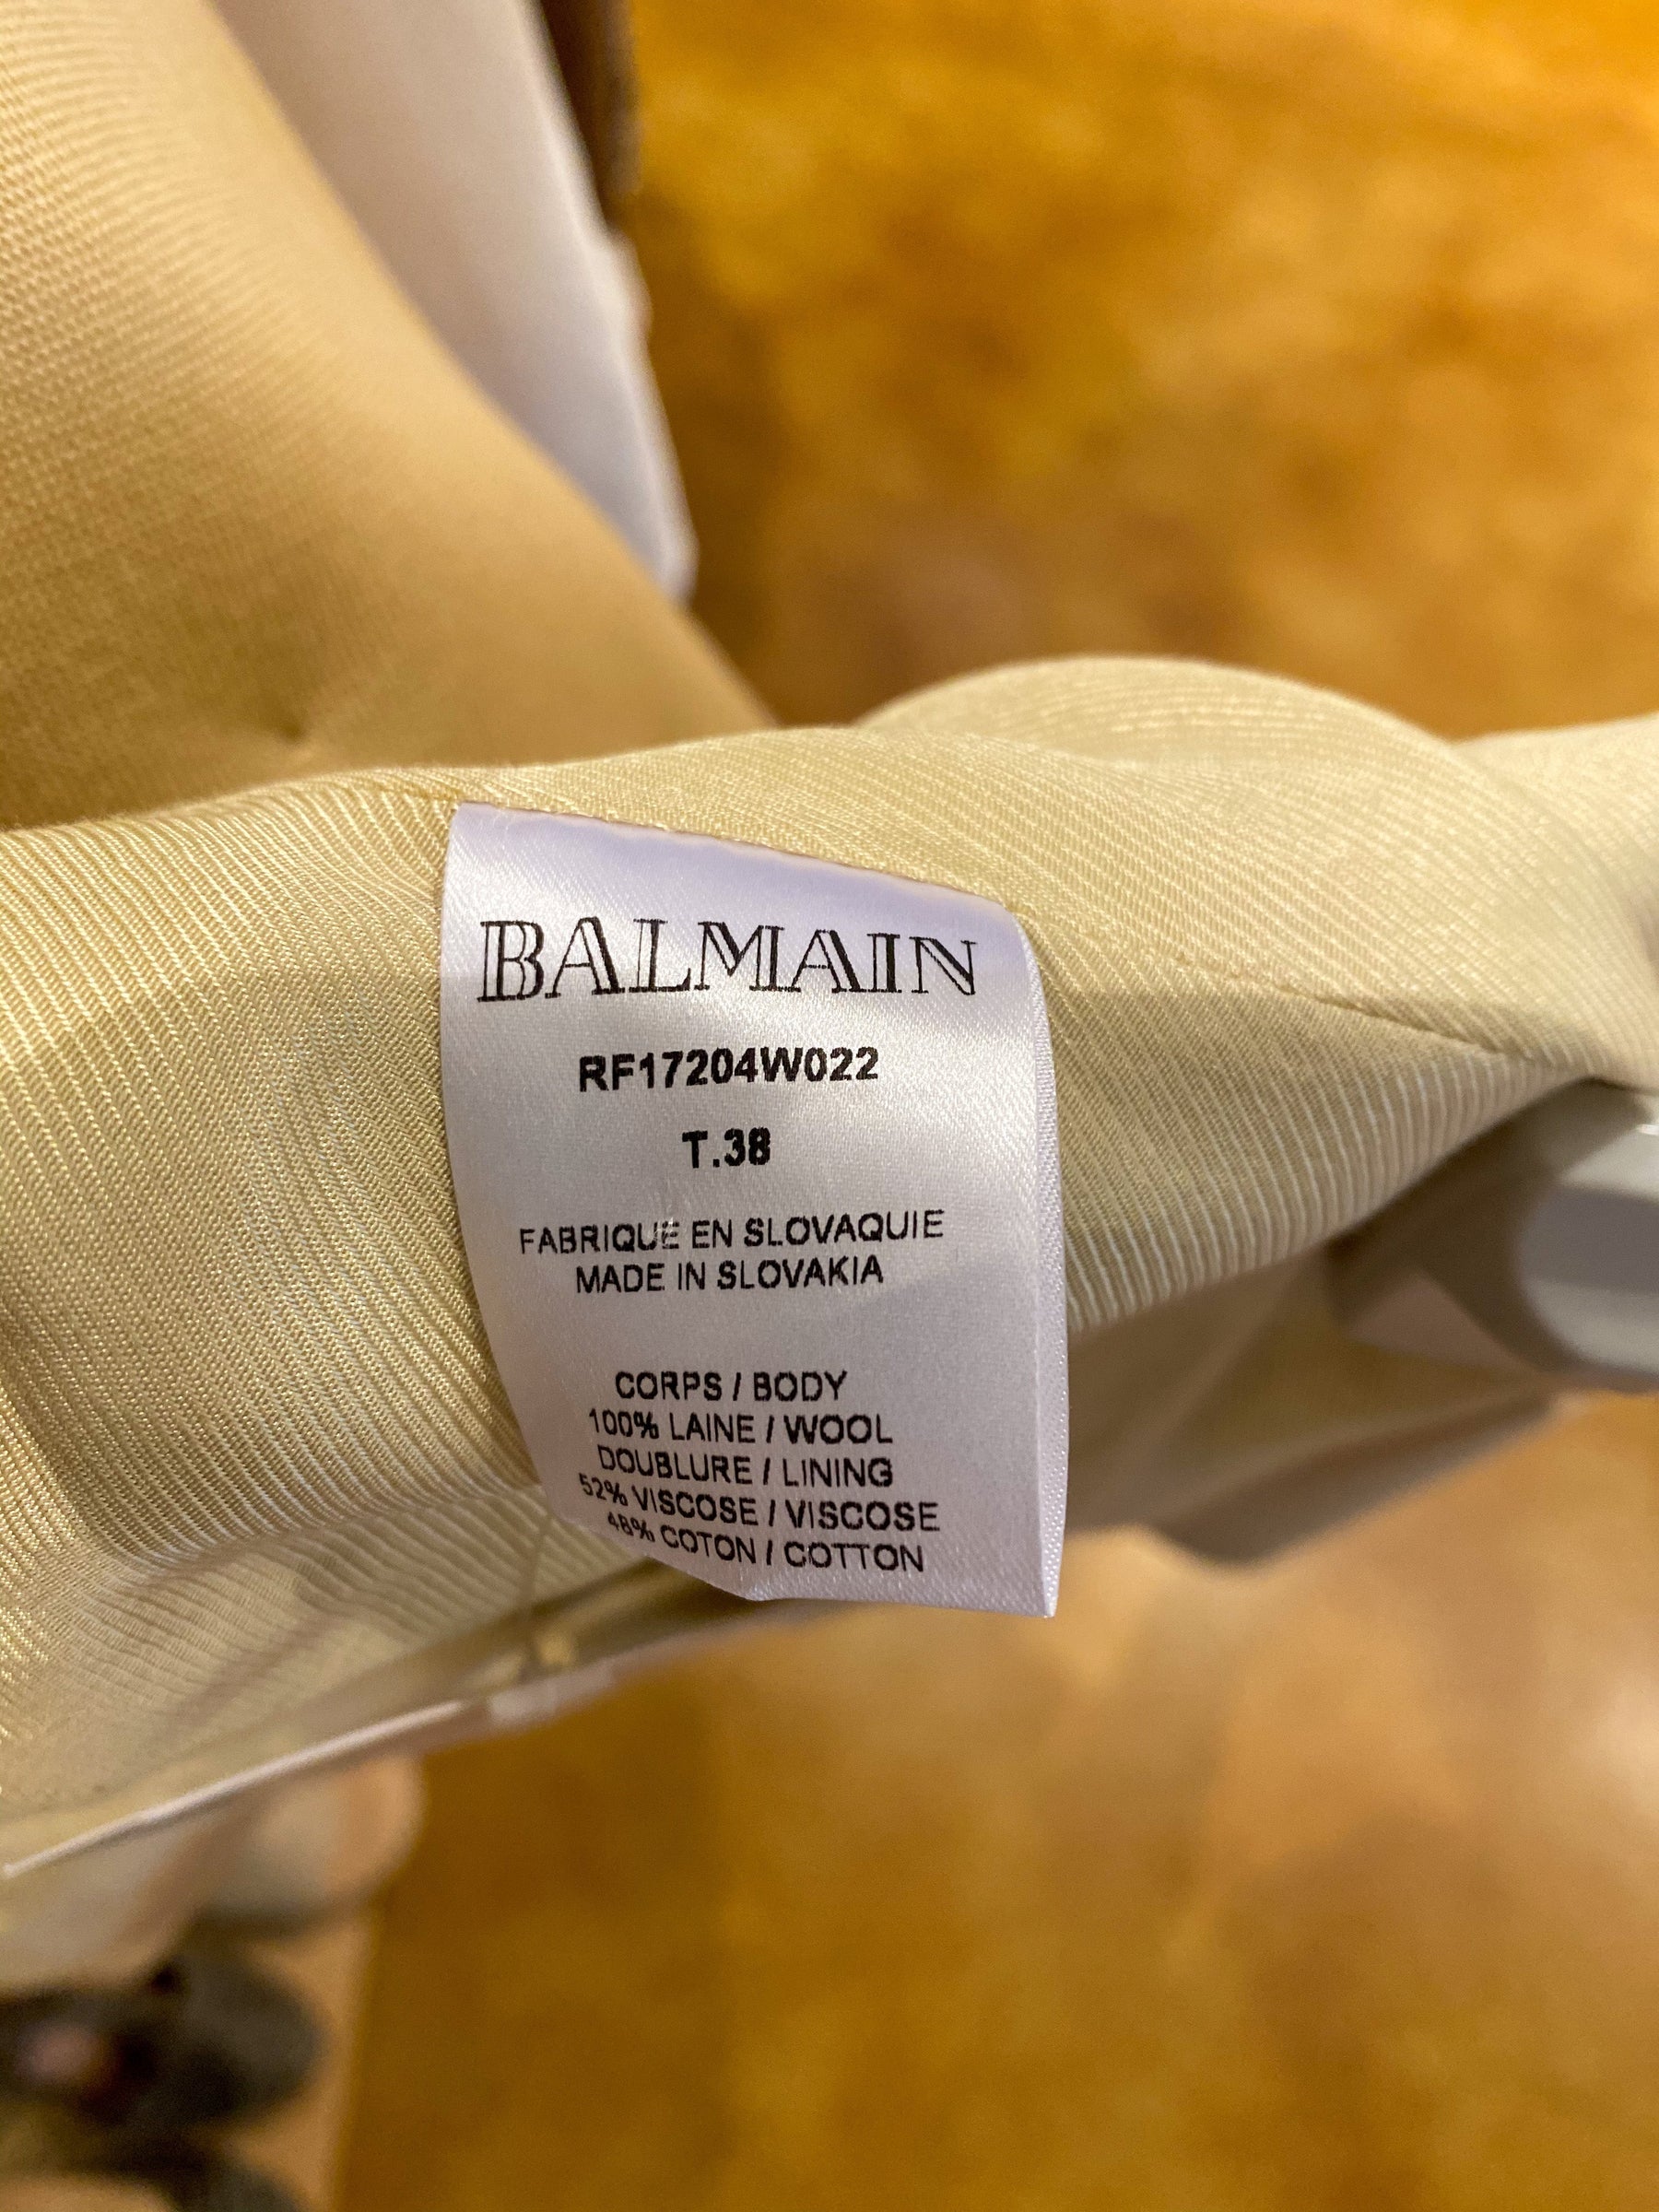 BALMAIN
RF17204W022
T.38
FABRIQUE EN SLOVAQUIE
MADE IN SLOVAKIA
CORPS / BODY
100% LAINE / WOOL
DOUBLURE / LINING
52% VISCOSE / VISCOSE
48% COTON / COTTON